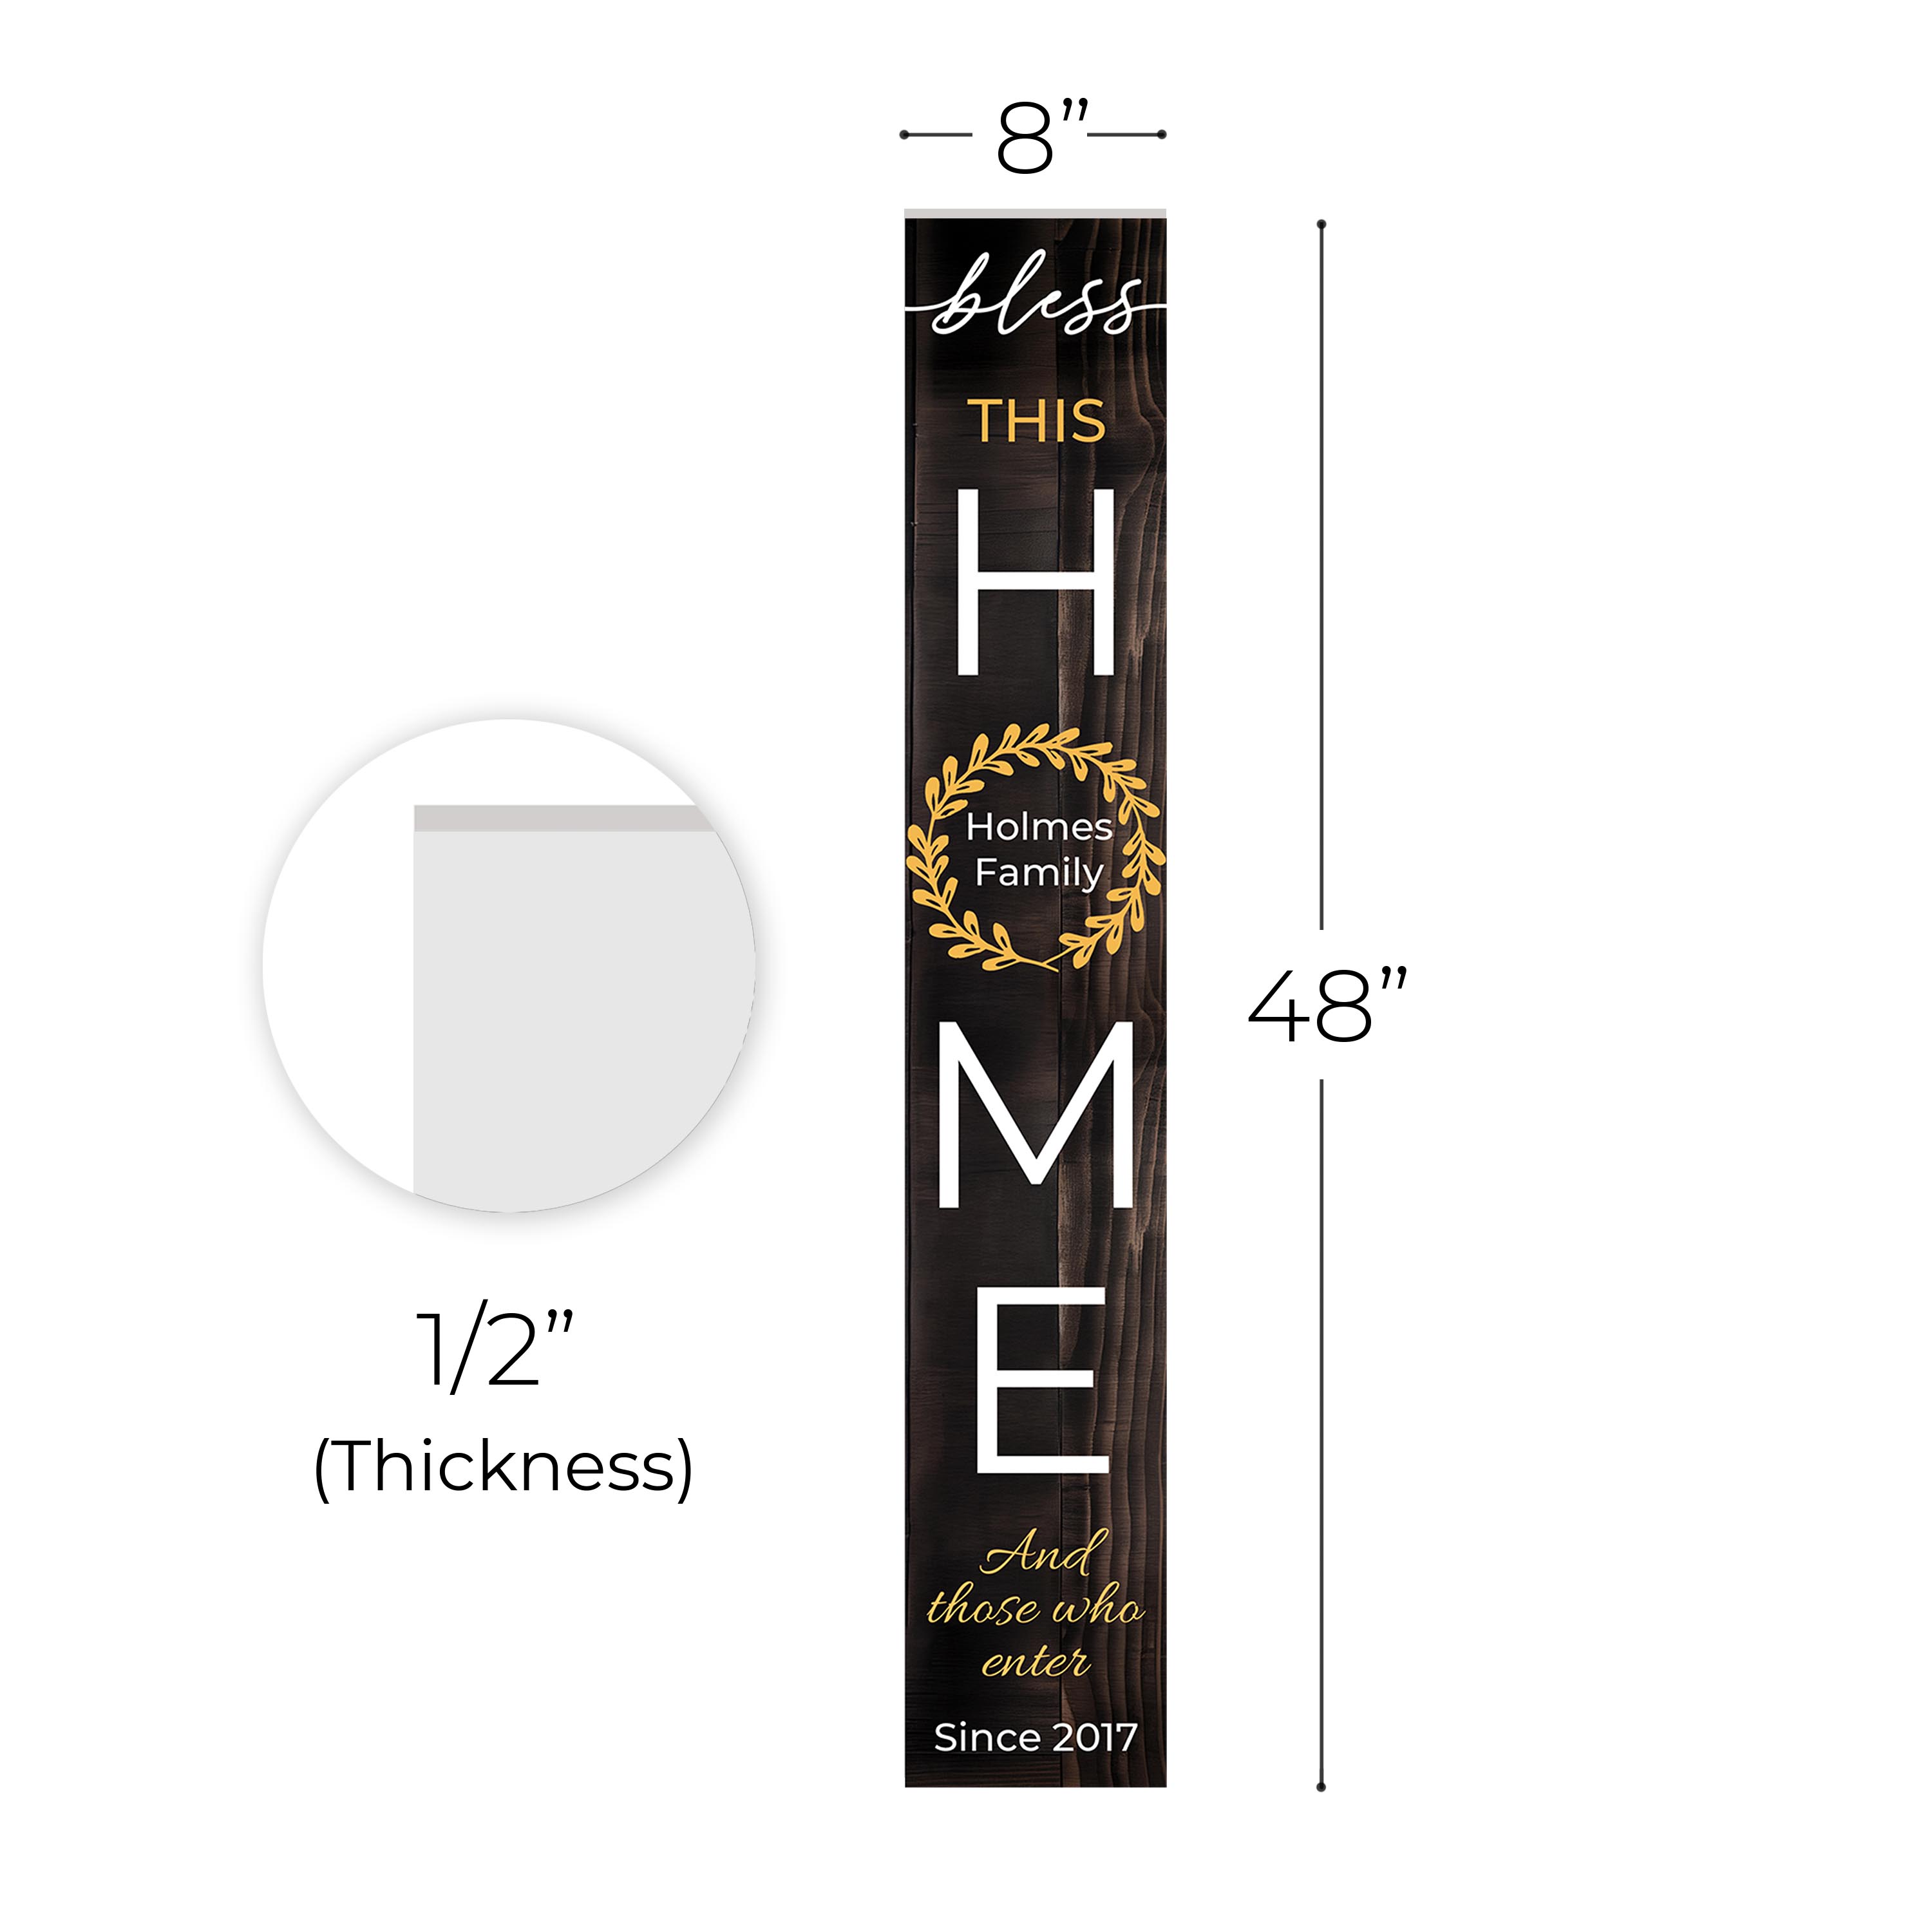 8”
bless
THIS
H
Holmes
Family
M
E
And
those who
enter
Since 2017
48”
1/2”
(Thickness)